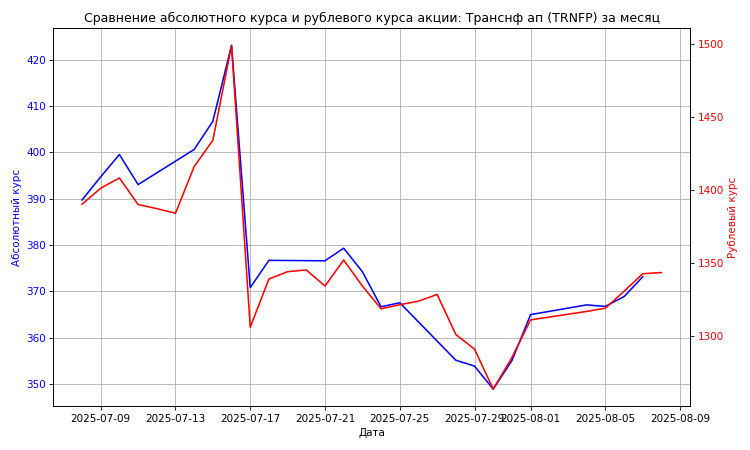 Сравнение абсолютного курса и рублевого курса акции: Транснф ап (TRNFP) за месяц
420
410
400
390
380
370
360
350
Абсолютный курс
1500
1450
1400
1350
1300
Рублевый курс
2025-07-09 2025-07-13 2025-07-17 2025-07-21 2025-07-25 2025-07-29 2025-08-01 2025-08-05 2025-08-09
Дата